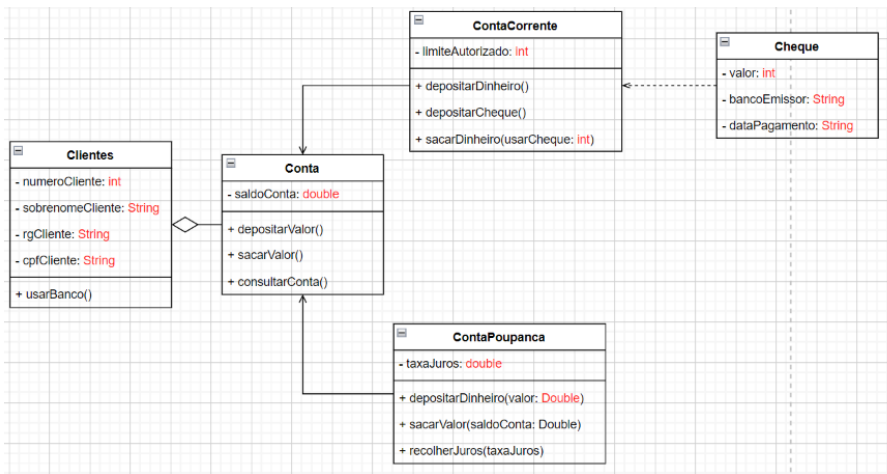 ContaCorrente
- limiteAutorizado: int
+ depositarDinheiro()
+ depositarCheque()
+ sacarDinheiro(usarCheque: int)
Cheque
- valor: int
- bancoEmissor: String
- dataPagamento: String
Clientes
- numeroCliente: int
- sobrenomeCliente: String
- rgCliente: String
- cpfCliente: String
+ usarBanco()
Conta
- saldoConta: double
+ depositarValor()
+ sacarValor()
+ consultarConta()
ContaPoupanca
- taxaJuros: double
+ depositarDinheiro(valor: Double)
+ sacarValor(saldoConta: Double)
+ recolherJuros(taxaJuros)